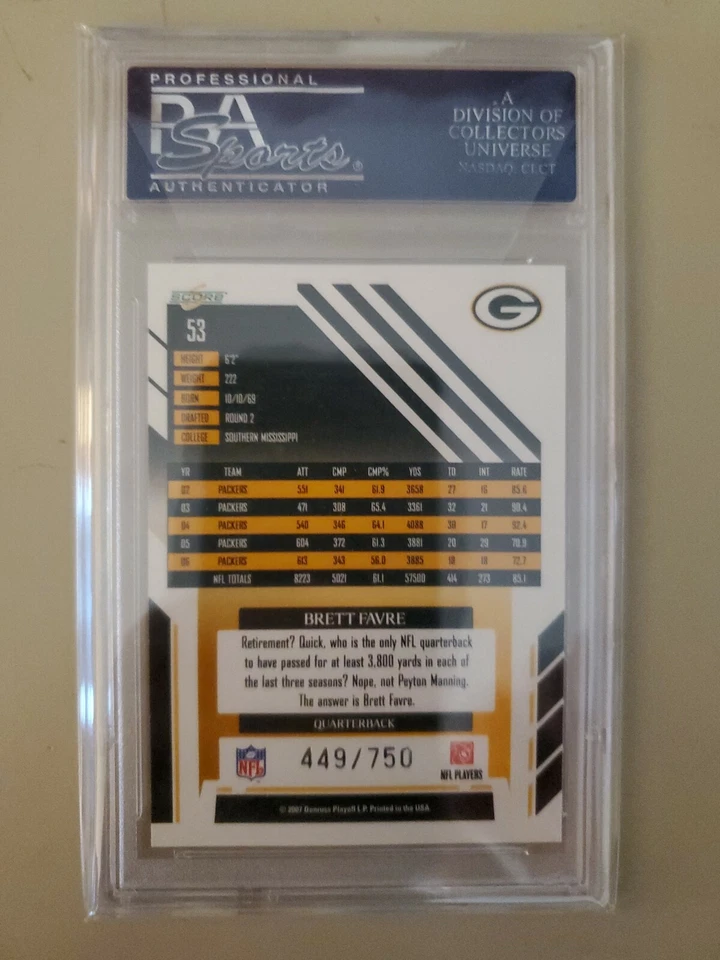 PROFESSIONAL
PSA
Sports®
AUTHENTICATOR
A
DIVISION OF
COLLECTORS
UNIVERSE
NASDAQ: CLCT
SCORE
G
53
HEIGHT 6'2"
WEIGHT 222
BORN 10/10/69
DRAFTED ROUND 2
COLLEGE SOUTHERN MISSISSIPPI
YR TEAM ATT CMP CMP% YDS TD INT RATE
02 PACKERS 551 341 61.9 3658 27 16 85.6
03 PACKERS 471 308 65.4 3361 32 21 90.4
04 PACKERS 540 346 64.1 4088 30 17 92.4
05 PACKERS 604 372 61.3 3881 20 29 70.9
06 PACKERS 613 343 56.0 3885 18 18 72.7
NFL TOTALS 8223 5021 61.1 57500 414 273 85.1
BRETT FAVRE
Retirement? Quick, who is the only NFL quarterback
to have passed for at least 3,800 yards in each of
the last three seasons? Nope, not Peyton Manning.
The answer is Brett Favre.
QUARTERBACK
NFL
449/750
NFL PLAYERS
© 2007 Donruss Playoff L.P. Printed in the USA.